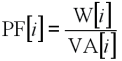 PF[i] = W[i] / VA[i]